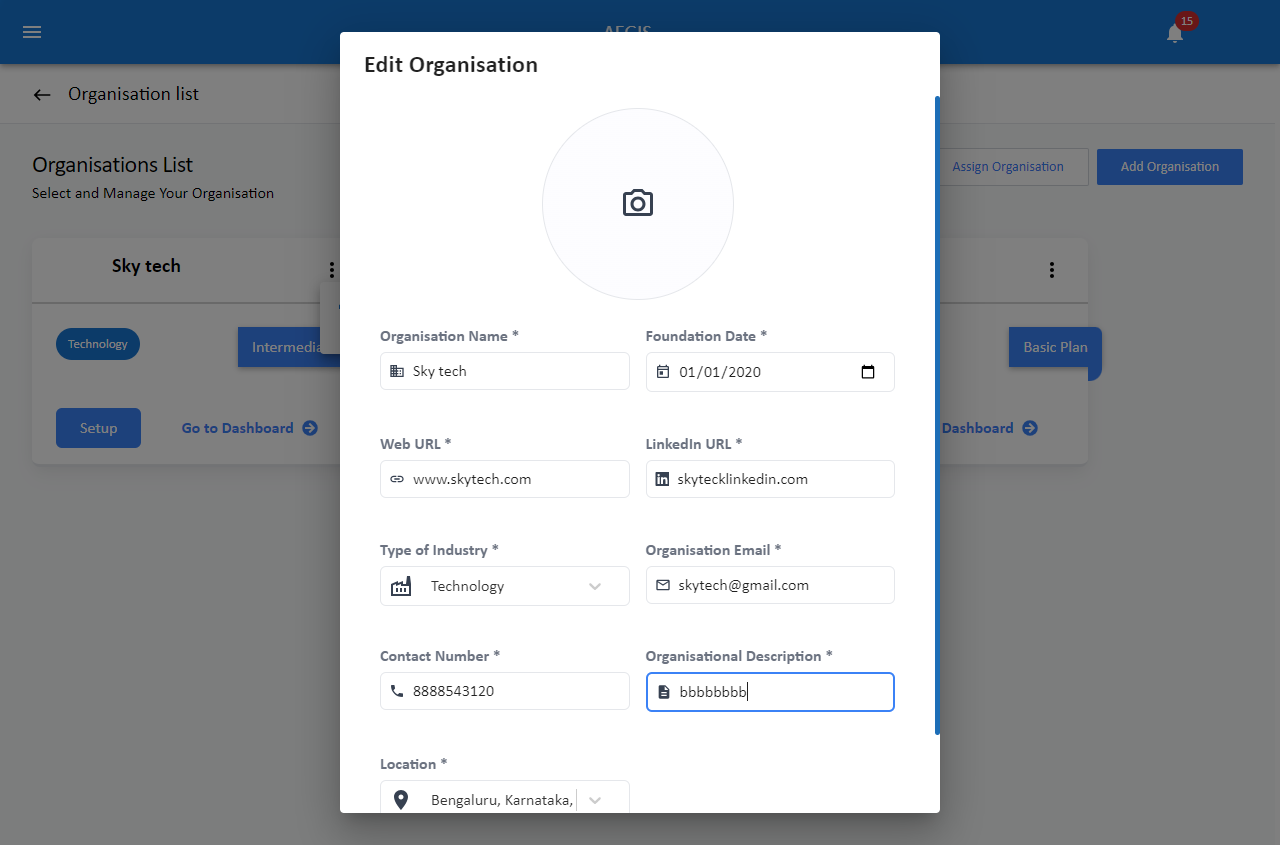 AEGIS
15
Organisation list
Organisations List
Select and Manage Your Organisation
Assign Organisation
Add Organisation
Sky tech
Technology
Intermedia
Basic Plan
Setup
Go to Dashboard
Dashboard
Edit Organisation
Organisation Name *
Foundation Date *
Sky tech
01/01/2020
Web URL *
LinkedIn URL *
www.skytech.com
skytecklinkedin.com
Type of Industry *
Organisation Email *
Technology
skytech@gmail.com
Contact Number *
Organisational Description *
8888543120
bbbbbbbb
Location *
Bengaluru, Karnataka,